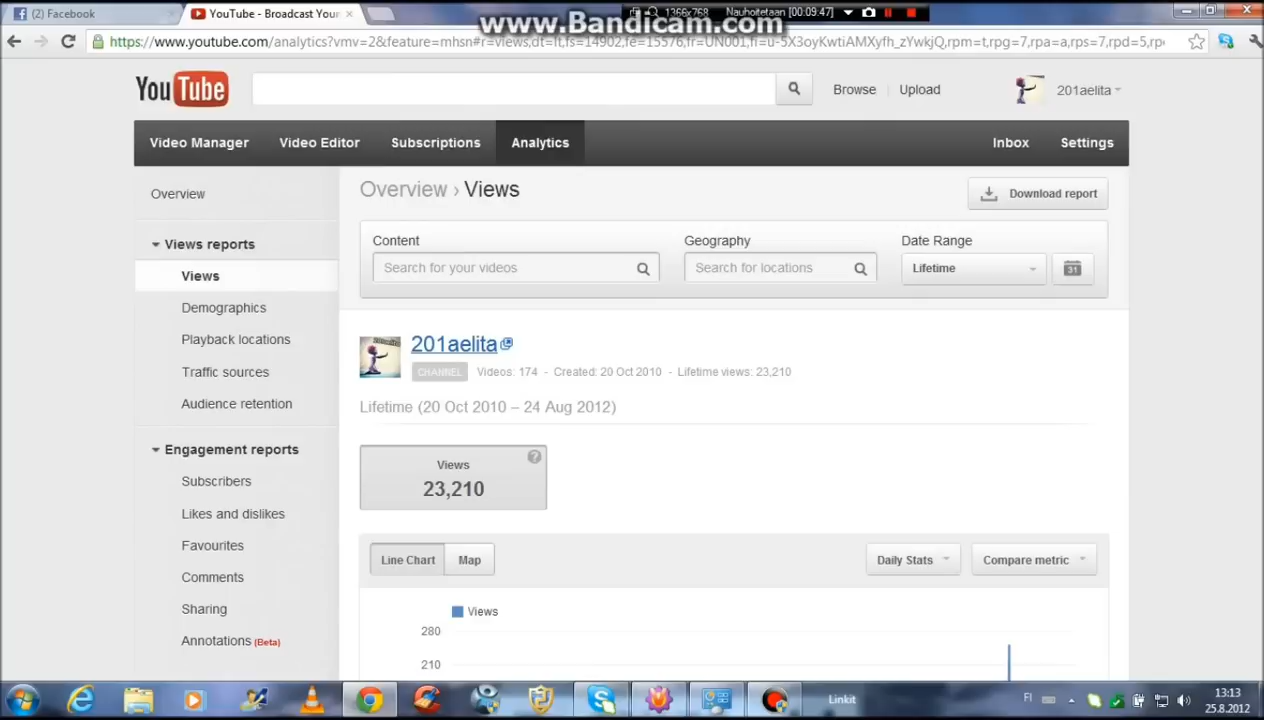 (2) Facebook
YouTube - Broadcast Your
www.Bandicam.com
1366x768 Nauhoitetaan [00:09:47]
https://www.youtube.com/analytics?vmv=2&feature=mhsn#r=views,dt=lt,fs=14902,fe=15576,fr=UN001,fi=u-5X3oyKwtiAMXyfh_zYwkjQ,rpm=t,rpg=7,rpa=a,rps=7,rpd=5,rp
YouTube
Browse
Upload
201aelita
Video Manager
Video Editor
Subscriptions
Analytics
Inbox
Settings
Overview
Views reports
Views
Demographics
Playback locations
Traffic sources
Audience retention
Engagement reports
Subscribers
Likes and dislikes
Favourites
Comments
Sharing
Annotations (Beta)
Overview › Views
Download report
Content
Search for your videos
Geography
Search for locations
Date Range
Lifetime
31
201aelita
CHANNEL Videos: 174 - Created: 20 Oct 2010 - Lifetime views: 23,210
Lifetime (20 Oct 2010 – 24 Aug 2012)
Views ?
23,210
Line Chart
Map
Daily Stats
Compare metric
Views
280
210
Linkit
FI
13:13
25.8.2012